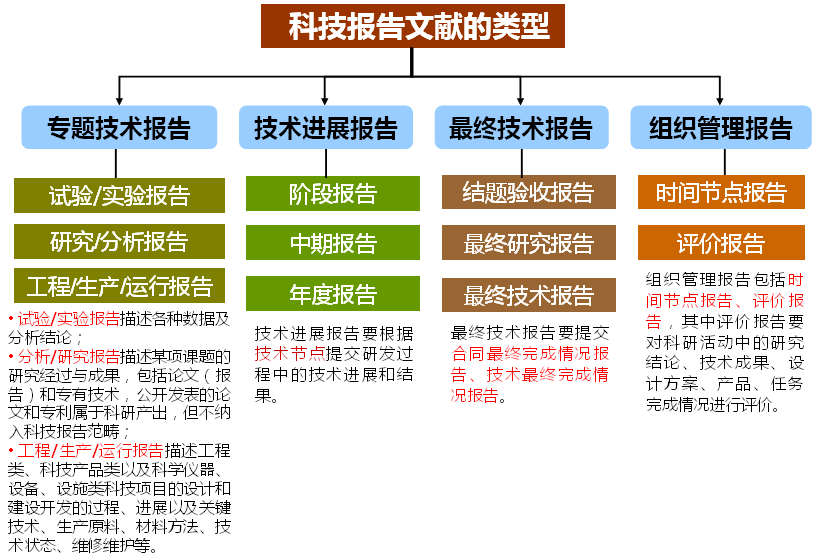 科技报告文献的类型
专题技术报告
技术进展报告
最终技术报告
组织管理报告
试验/实验报告
研究/分析报告
工程/生产/运行报告
• 试验/实验报告描述各种数据及
分析结论；
• 分析/研究报告描述某项课题的
研究经过与成果，包括论文（报
告）和专有技术，公开发表的论
文和专利属于科研产出，但不纳
入科技报告范畴；
• 工程/生产/运行报告描述工程
类、科技产品类以及科学仪器、
设备、设施类科技项目的设计和
建设开发的过程、进展以及关键
技术、生产原料、材料方法、技
术状态、维修维护等。
阶段报告
中期报告
年度报告
技术进展报告要根据
技术节点提交研发过
程中的技术进展和结
果。
结题验收报告
最终研究报告
最终技术报告
最终技术报告要提交
合同最终完成情况报
告、技术最终完成情
况报告。
时间节点报告
评价报告
组织管理报告包括时
间节点报告、评价报
告，其中评价报告要
对科研活动中的研究
结论、技术成果、设
计方案、产品、任务
完成情况进行评价。